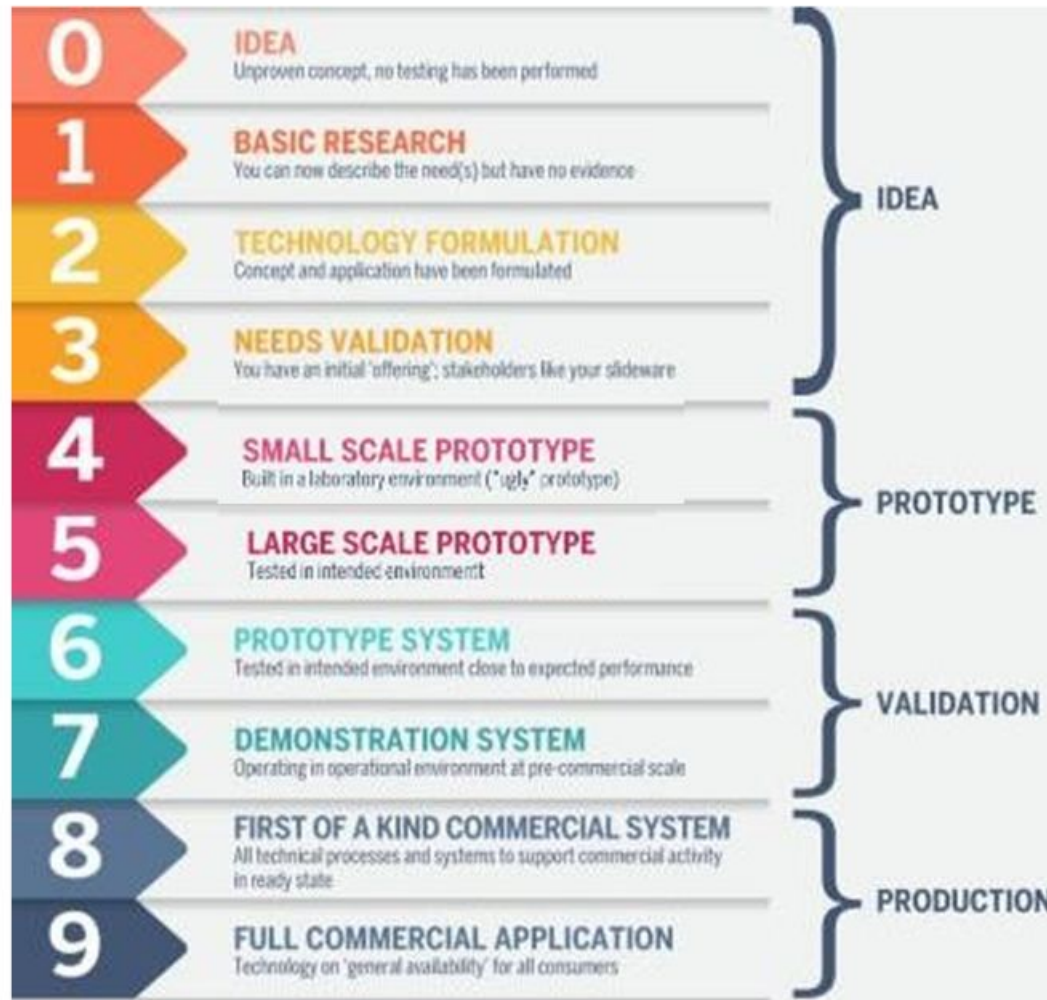 0
IDEA
Unproven concept, no testing has been performed
1
BASIC RESEARCH
You can now describe the need(s) but have no evidence
2
TECHNOLOGY FORMULATION
Concept and application have been formulated
3
NEEDS VALIDATION
You have an initial 'offering'; stakeholders like your slideware
IDEA
4
SMALL SCALE PROTOTYPE
Built in a laboratory environment ("ugly" prototype)
5
LARGE SCALE PROTOTYPE
Tested in intended environmentt
PROTOTYPE
6
PROTOTYPE SYSTEM
Tested in intended environment close to expected performance
7
DEMONSTRATION SYSTEM
Operating in operational environment at pre-commercial scale
VALIDATION
8
FIRST OF A KIND COMMERCIAL SYSTEM
All technical processes and systems to support commercial activity
in ready state
9
FULL COMMERCIAL APPLICATION
Technology on 'general availability' for all consumers
PRODUCTION